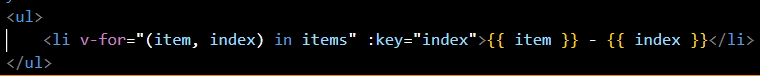 <ul>
<li v-for="(item, index) in items" :key="index">{{ item }} - {{ index }}</li>
</ul>